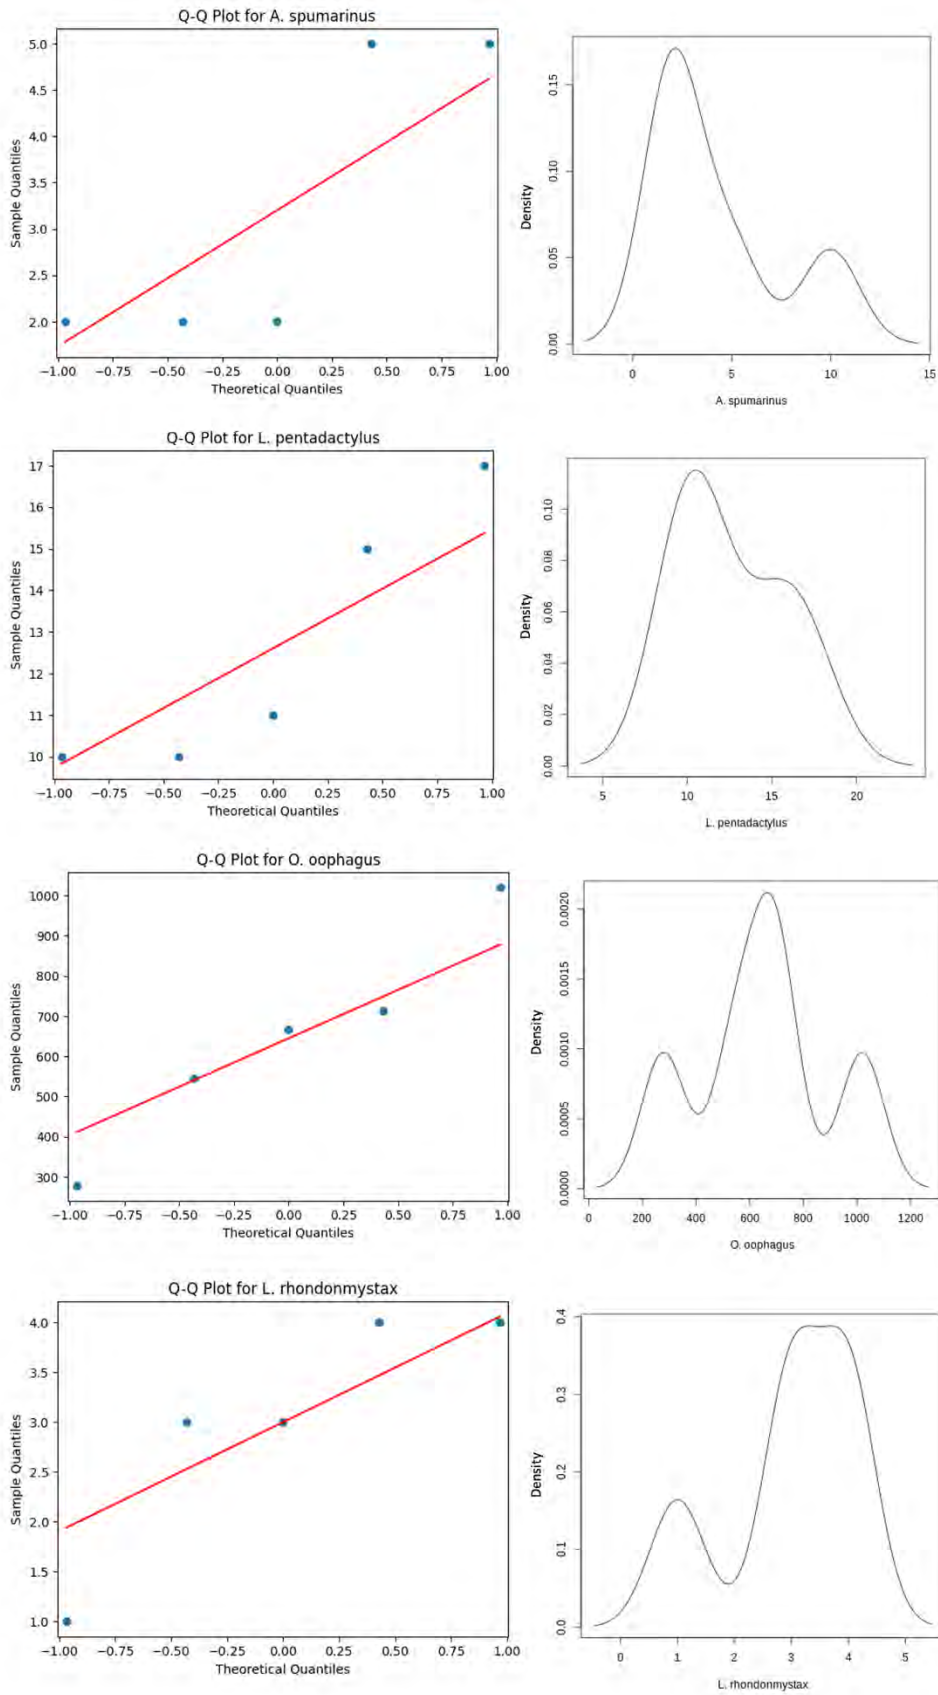 Q-Q Plot for A. spumarinus
5.0
4.5
4.0
3.5
3.0
2.5
2.0
Sample Quantiles
−1.00 −0.75 −0.50 −0.25 0.00 0.25 0.50 0.75 1.00
Theoretical Quantiles
0.15
0.10
0.05
0.00
Density
0 5 10 15
A. spumarinus
Q-Q Plot for L. pentadactylus
17
16
15
14
13
12
11
10
Sample Quantiles
−1.00 −0.75 −0.50 −0.25 0.00 0.25 0.50 0.75 1.00
Theoretical Quantiles
0.10
0.08
0.06
0.04
0.02
0.00
Density
5 10 15 20
L. pentadactylus
Q-Q Plot for O. oophagus
1000
900
800
700
600
500
400
300
Sample Quantiles
−1.00 −0.75 −0.50 −0.25 0.00 0.25 0.50 0.75 1.00
Theoretical Quantiles
0.0020
0.0015
0.0010
0.0005
0.0000
Density
0 200 400 600 800 1000 1200
O. oophagus
Q-Q Plot for L. rhondonmystax
4.0
3.5
3.0
2.5
2.0
1.5
1.0
Sample Quantiles
−1.00 −0.75 −0.50 −0.25 0.00 0.25 0.50 0.75 1.00
Theoretical Quantiles
0.4
0.3
0.2
0.1
0.0
Density
0 1 2 3 4 5
L. rhondonmystax